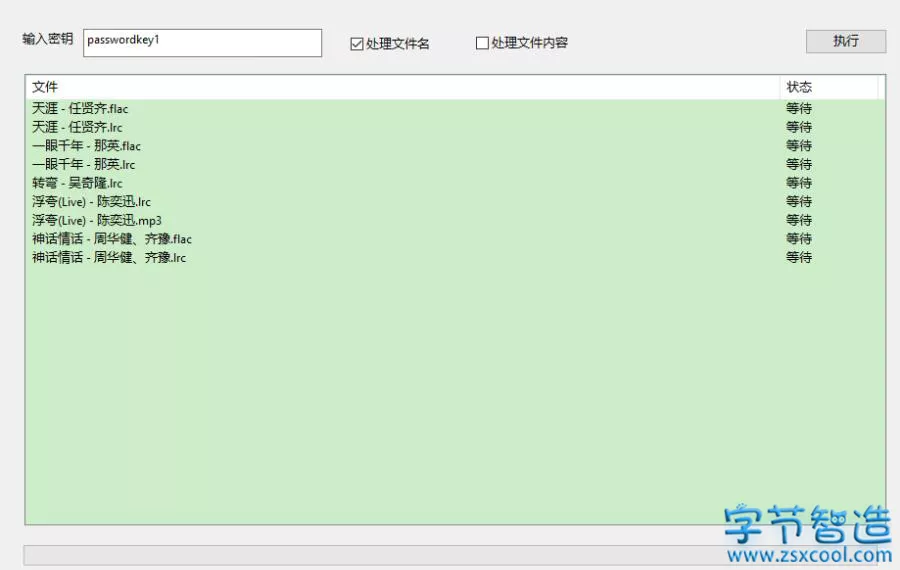 输入密钥 passwordkey1 处理文件名 处理文件内容 执行
文件 状态
天涯 - 任贤齐.flac 等待
天涯 - 任贤齐.lrc 等待
一眼千年 - 那英.flac 等待
一眼千年 - 那英.lrc 等待
转弯 - 吴奇隆.lrc 等待
浮夸(Live) - 陈奕迅.lrc 等待
浮夸(Live) - 陈奕迅.mp3 等待
神话情话 - 周华健、齐豫.flac 等待
神话情话 - 周华健、齐豫.lrc 等待
字节智造
www.zsxcool.com